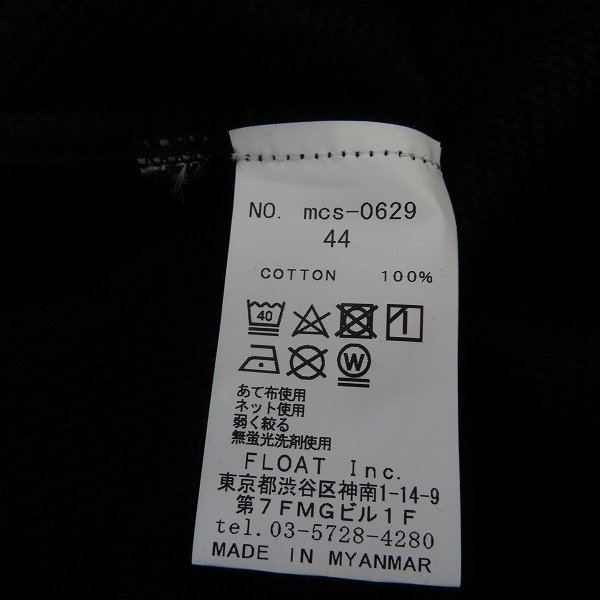 NO. mcs-0629
44
COTTON 100%
40
W
あて布使用
ネット使用
弱く絞る
無蛍光洗剤使用
FLOAT Inc.
東京都渋谷区神南1-14-9
第7FMGビル1F
tel.03-5728-4280
MADE IN MYANMAR